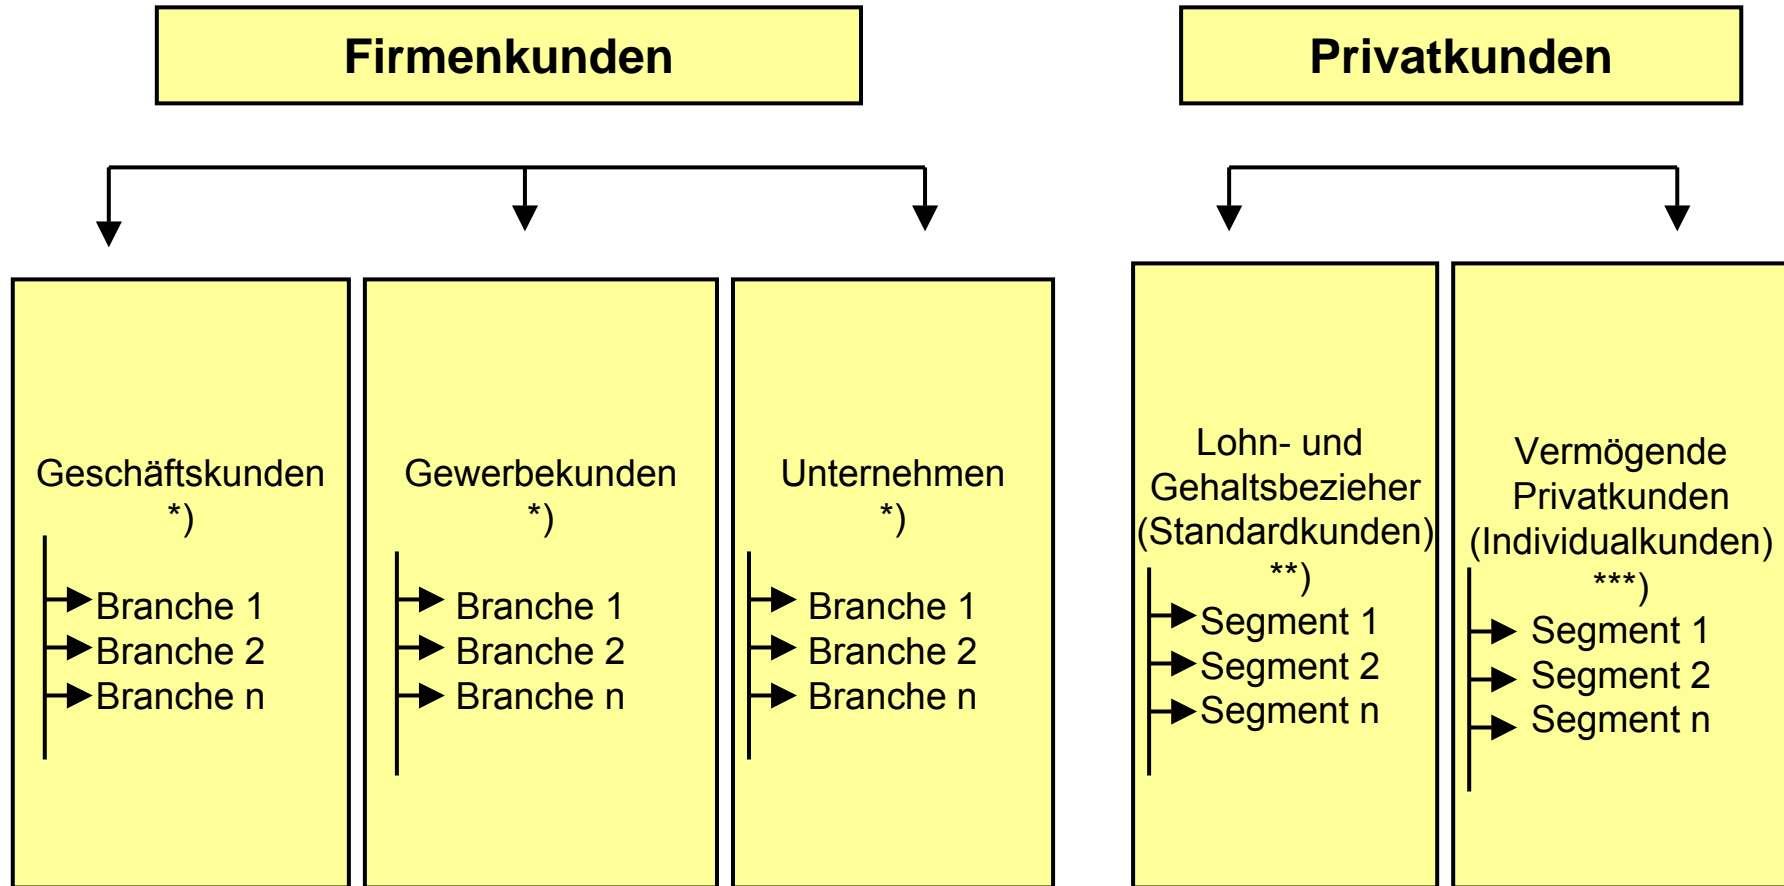 Firmenkunden
Privatkunden
Geschäftskunden
*)
Branche 1
Branche 2
Branche n
Gewerbekunden
*)
Branche 1
Branche 2
Branche n
Unternehmen
*)
Branche 1
Branche 2
Branche n
Lohn- und
Gehaltsbezieher
(Standardkunden)
**)
Segment 1
Segment 2
Segment n
Vermögende
Privatkunden
(Individualkunden)
***)
Segment 1
Segment 2
Segment n